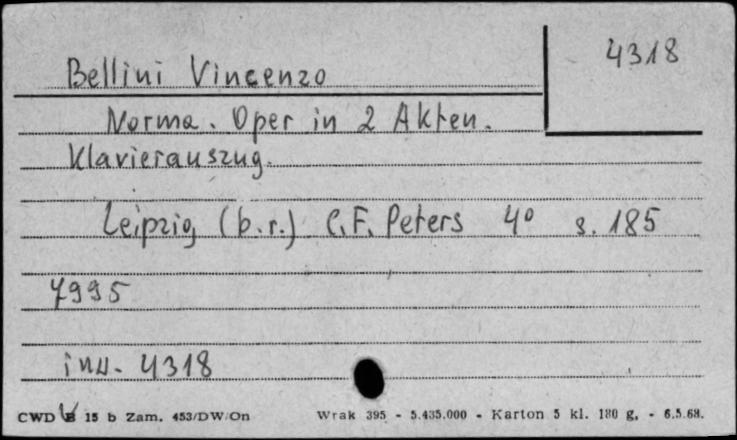 4318
Bellini Vincenzo
Norma. Oper in 2 Akten.
Klavierauszug.
Leipzig (b.r.) C.F. Peters 4° s. 185
7995
inw. 4318
CWD B 15 b Zam. 453/DW/On Wrak 395 - 5.435.000 - Karton 5 kl. 180 g. - 6.5.68.